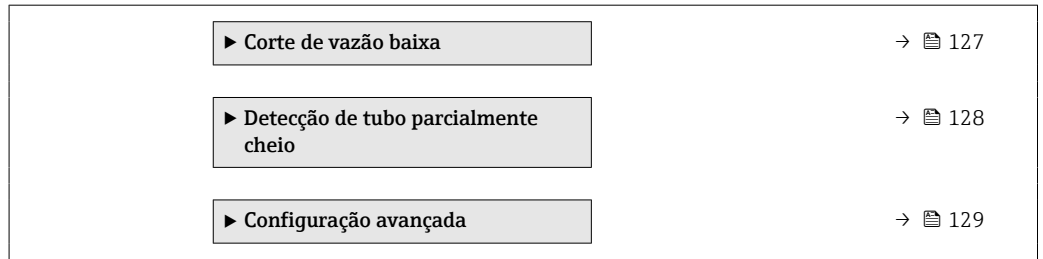 ▶ Corte de vazão baixa → 🖹 127
▶ Detecção de tubo parcialmente → 🖹 128
cheio
▶ Configuração avançada → 🖹 129